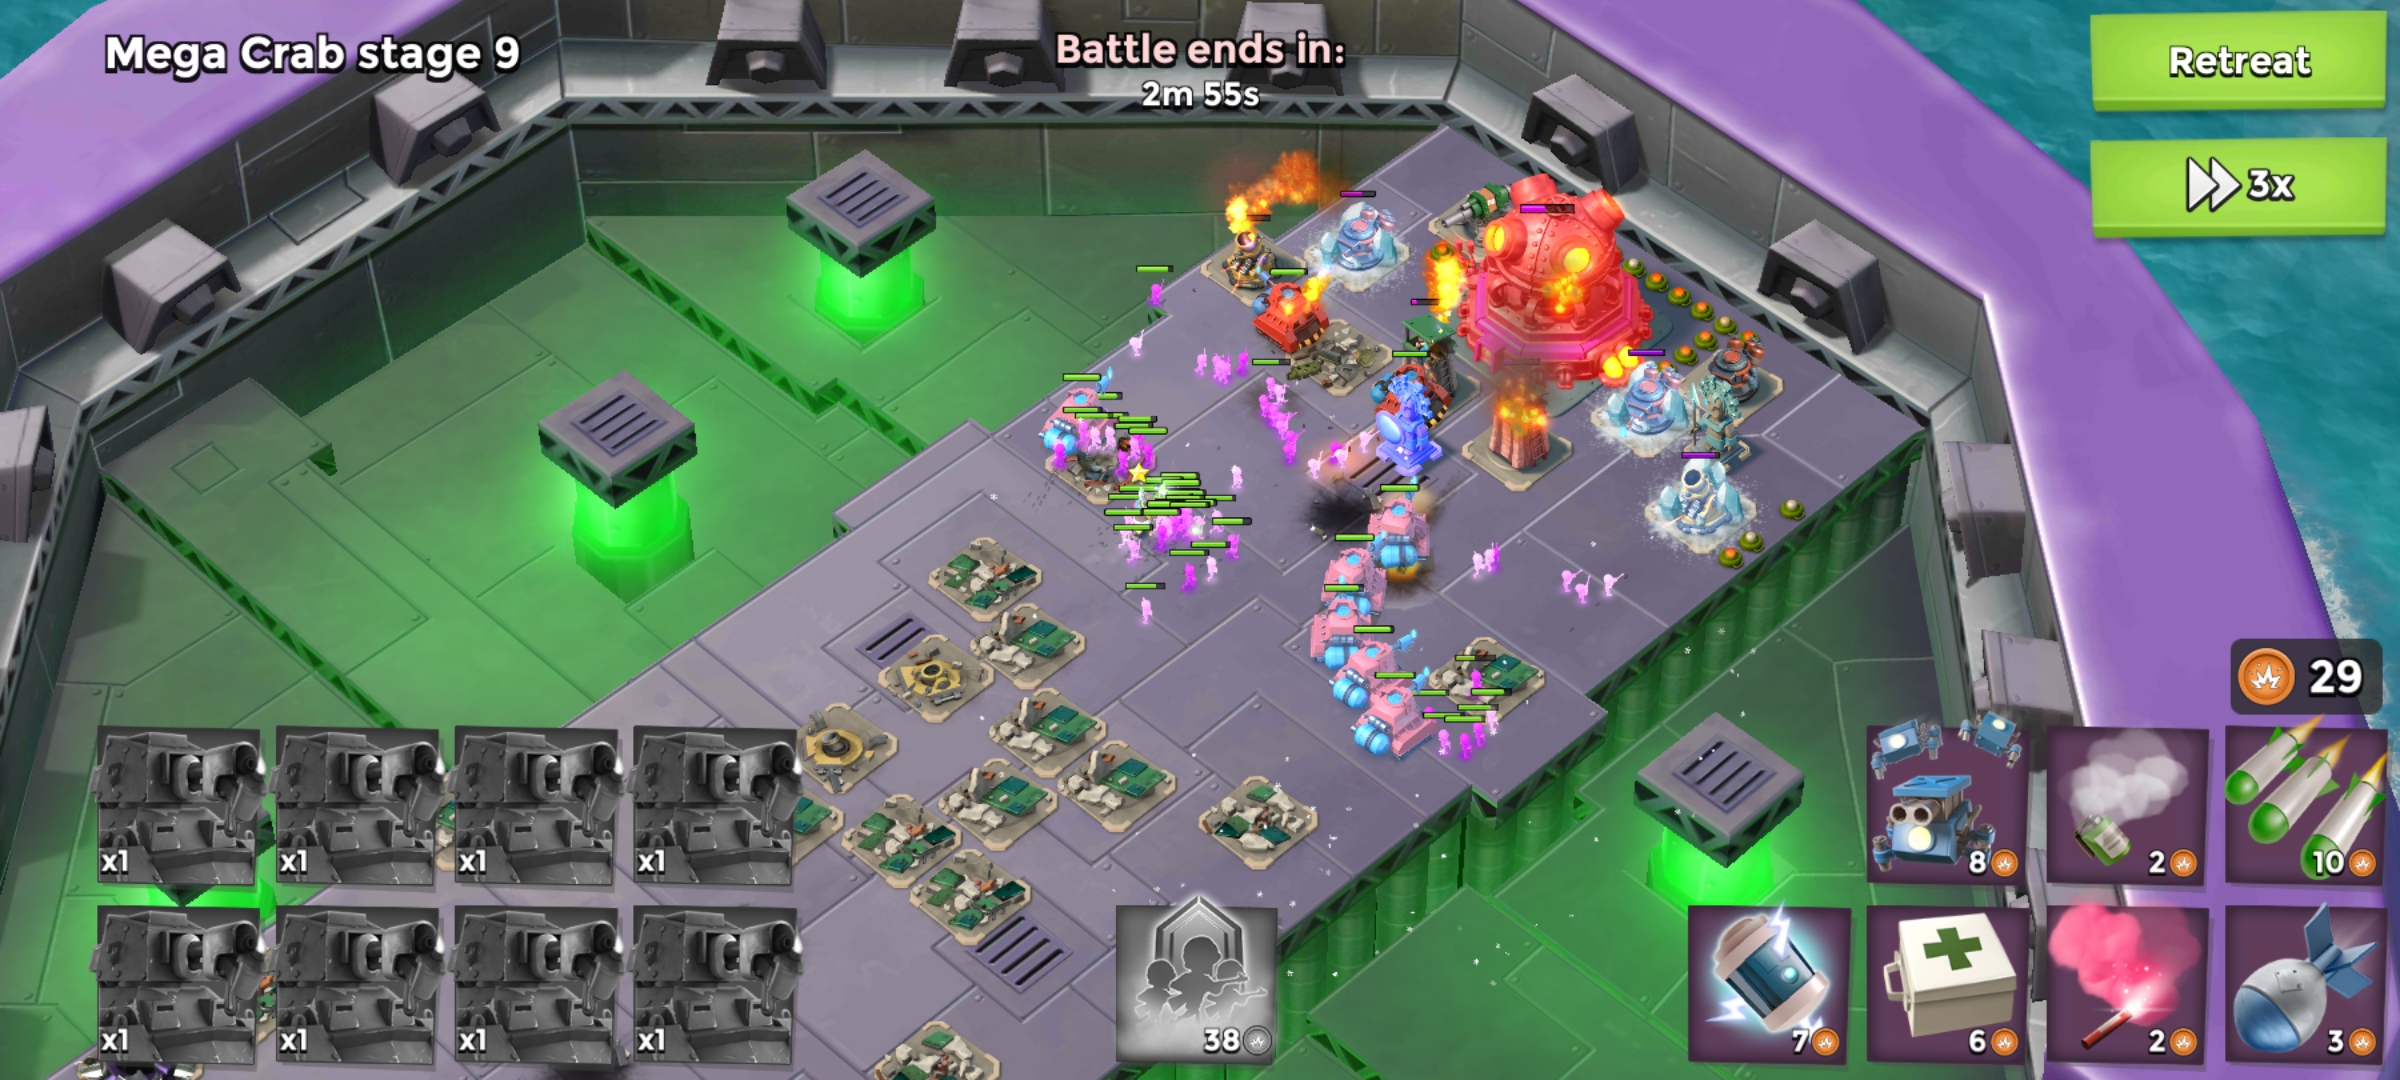 Mega Crab stage 9
Battle ends in:
2m 55s
Retreat
3x
29
x1
x1
x1
x1
8
2
10
x1
x1
x1
x1
38
7
6
2
3